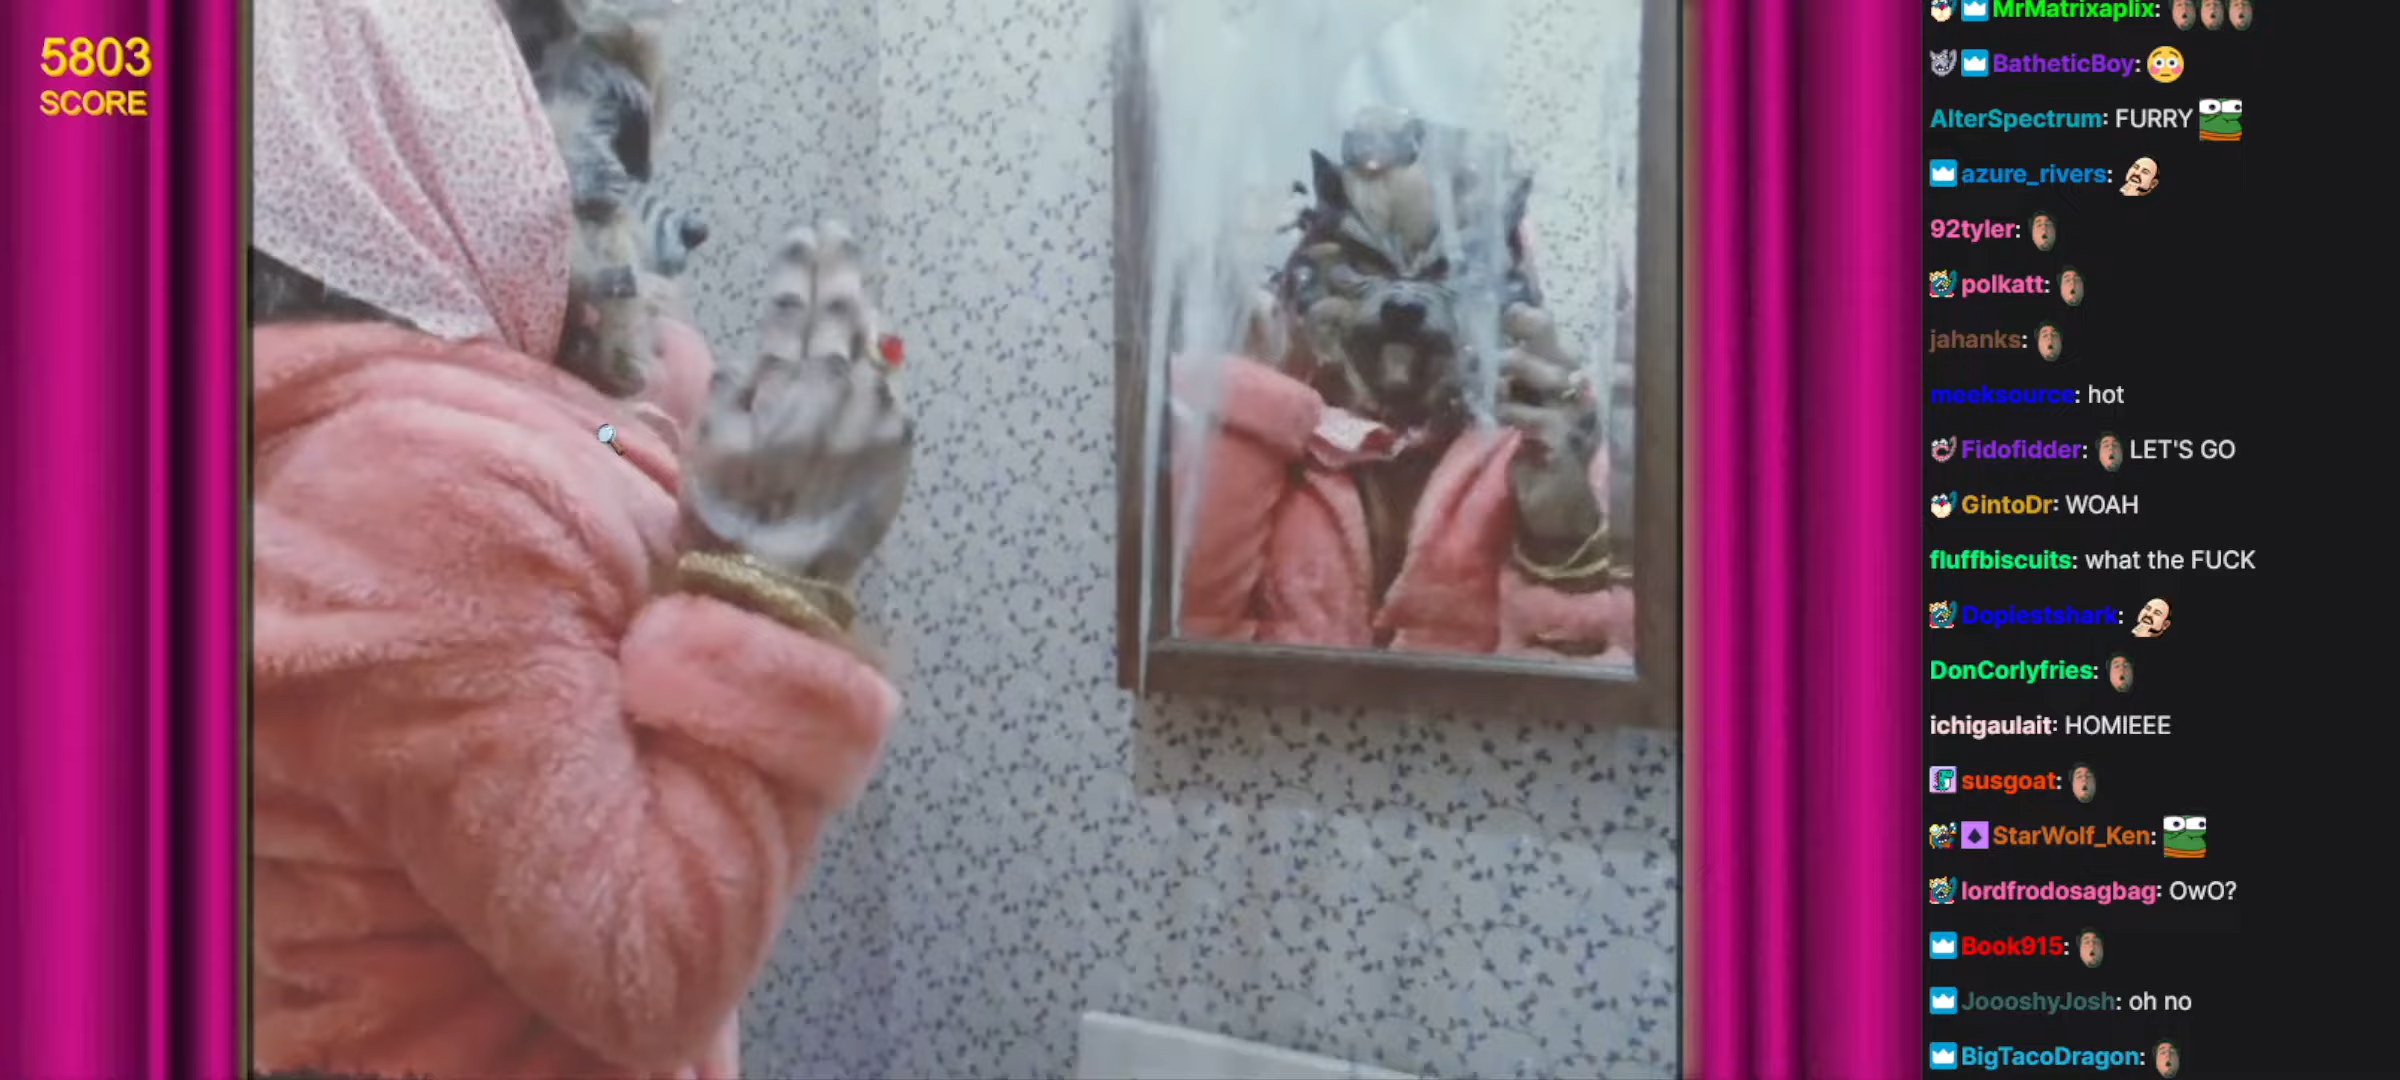 5803
SCORE
MrMatrixaplix:
BatheticBoy: 😳
AlterSpectrum: FURRY
azure_rivers:
92tyler:
polkatt:
jahanks:
meeksource: hot
Fidofidder: LET'S GO
GintoDr: WOAH
fluffbiscuits: what the FUCK
Dopiestshark:
DonCorlyfries:
ichigaulait: HOMIEEE
susgoat:
StarWolf_Ken:
lordfrodosagbag: OwO?
Book915:
JoooshyJosh: oh no
BigTacoDragon: